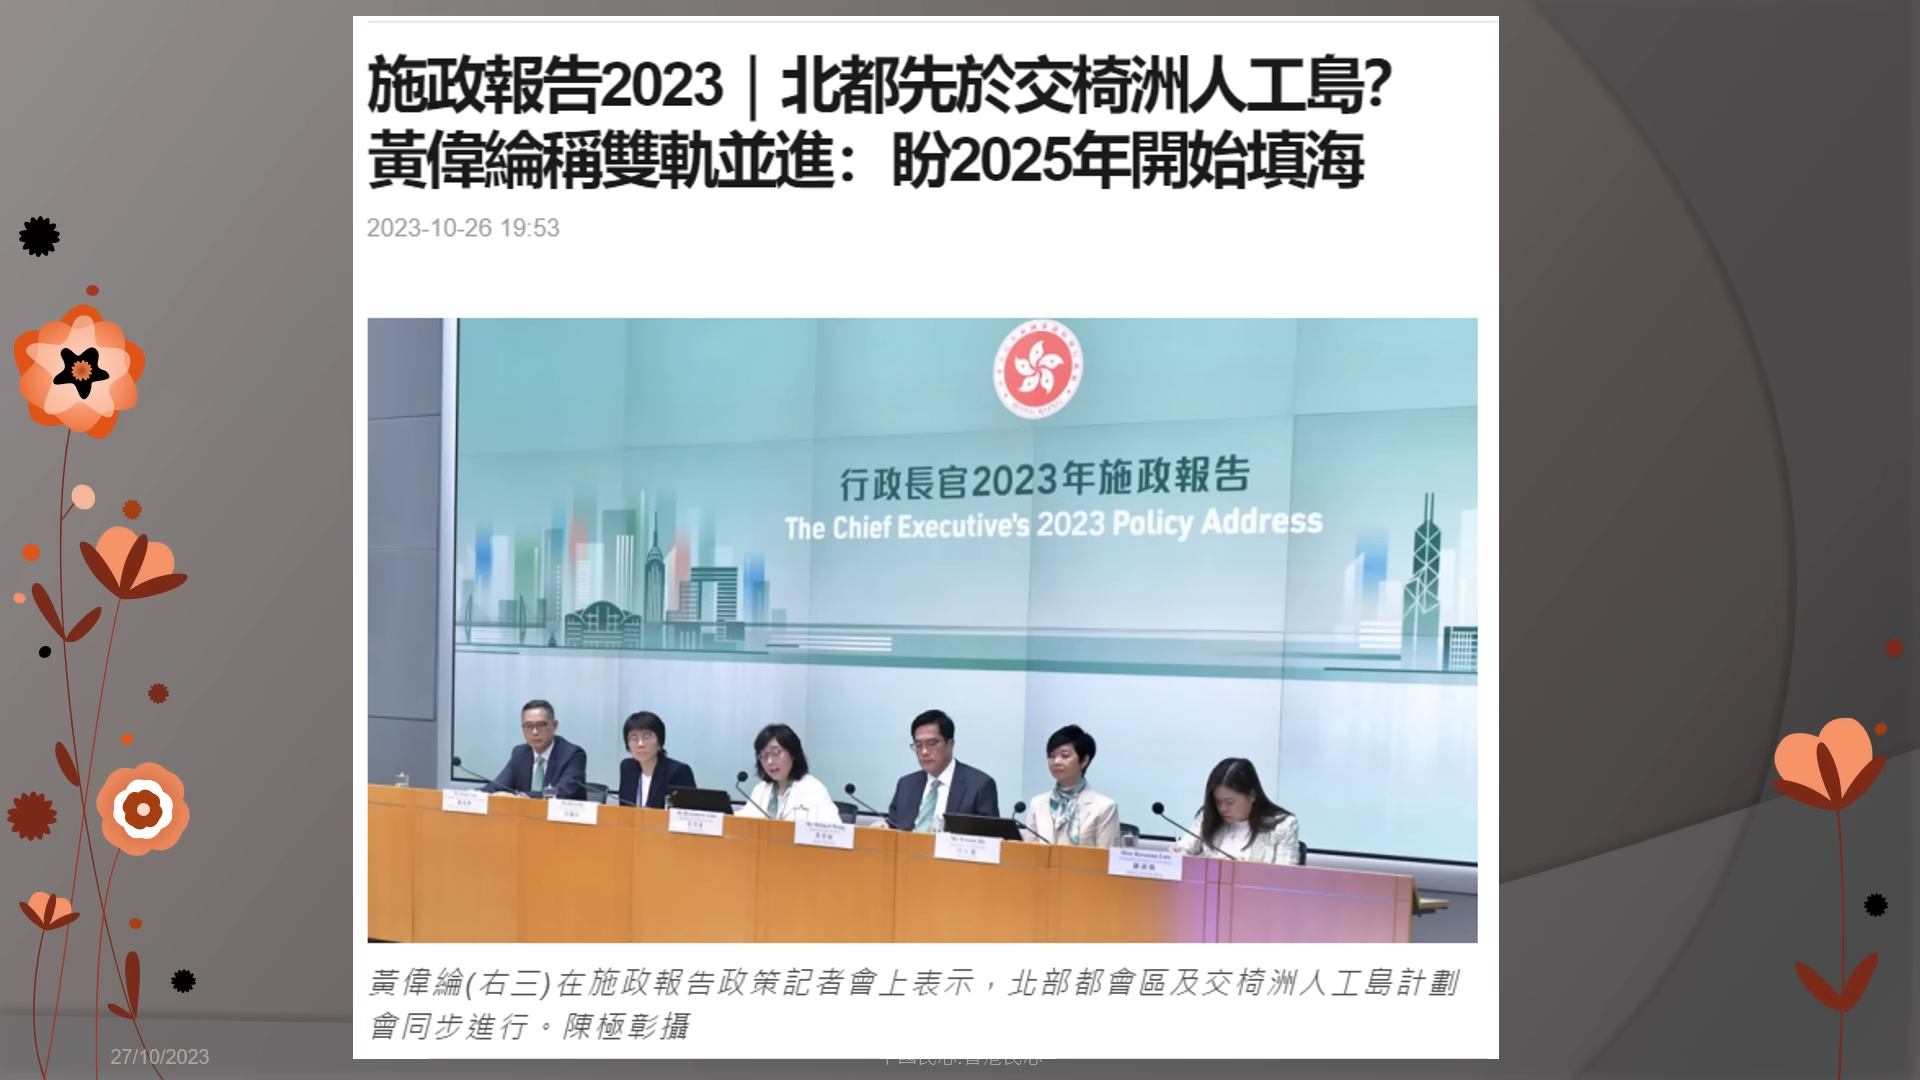 施政報告2023｜北都先於交椅洲人工島?
黃偉綸稱雙軌並進：盼2025年開始填海
2023-10-26 19:53
HONG KONG
行政長官2023年施政報告
The Chief Executive's 2023 Policy Address
黃偉綸(右三)在施政報告政策記者會上表示，北部都會區及交椅洲人工島計劃
會同步進行。陳極彰攝
27/10/2023